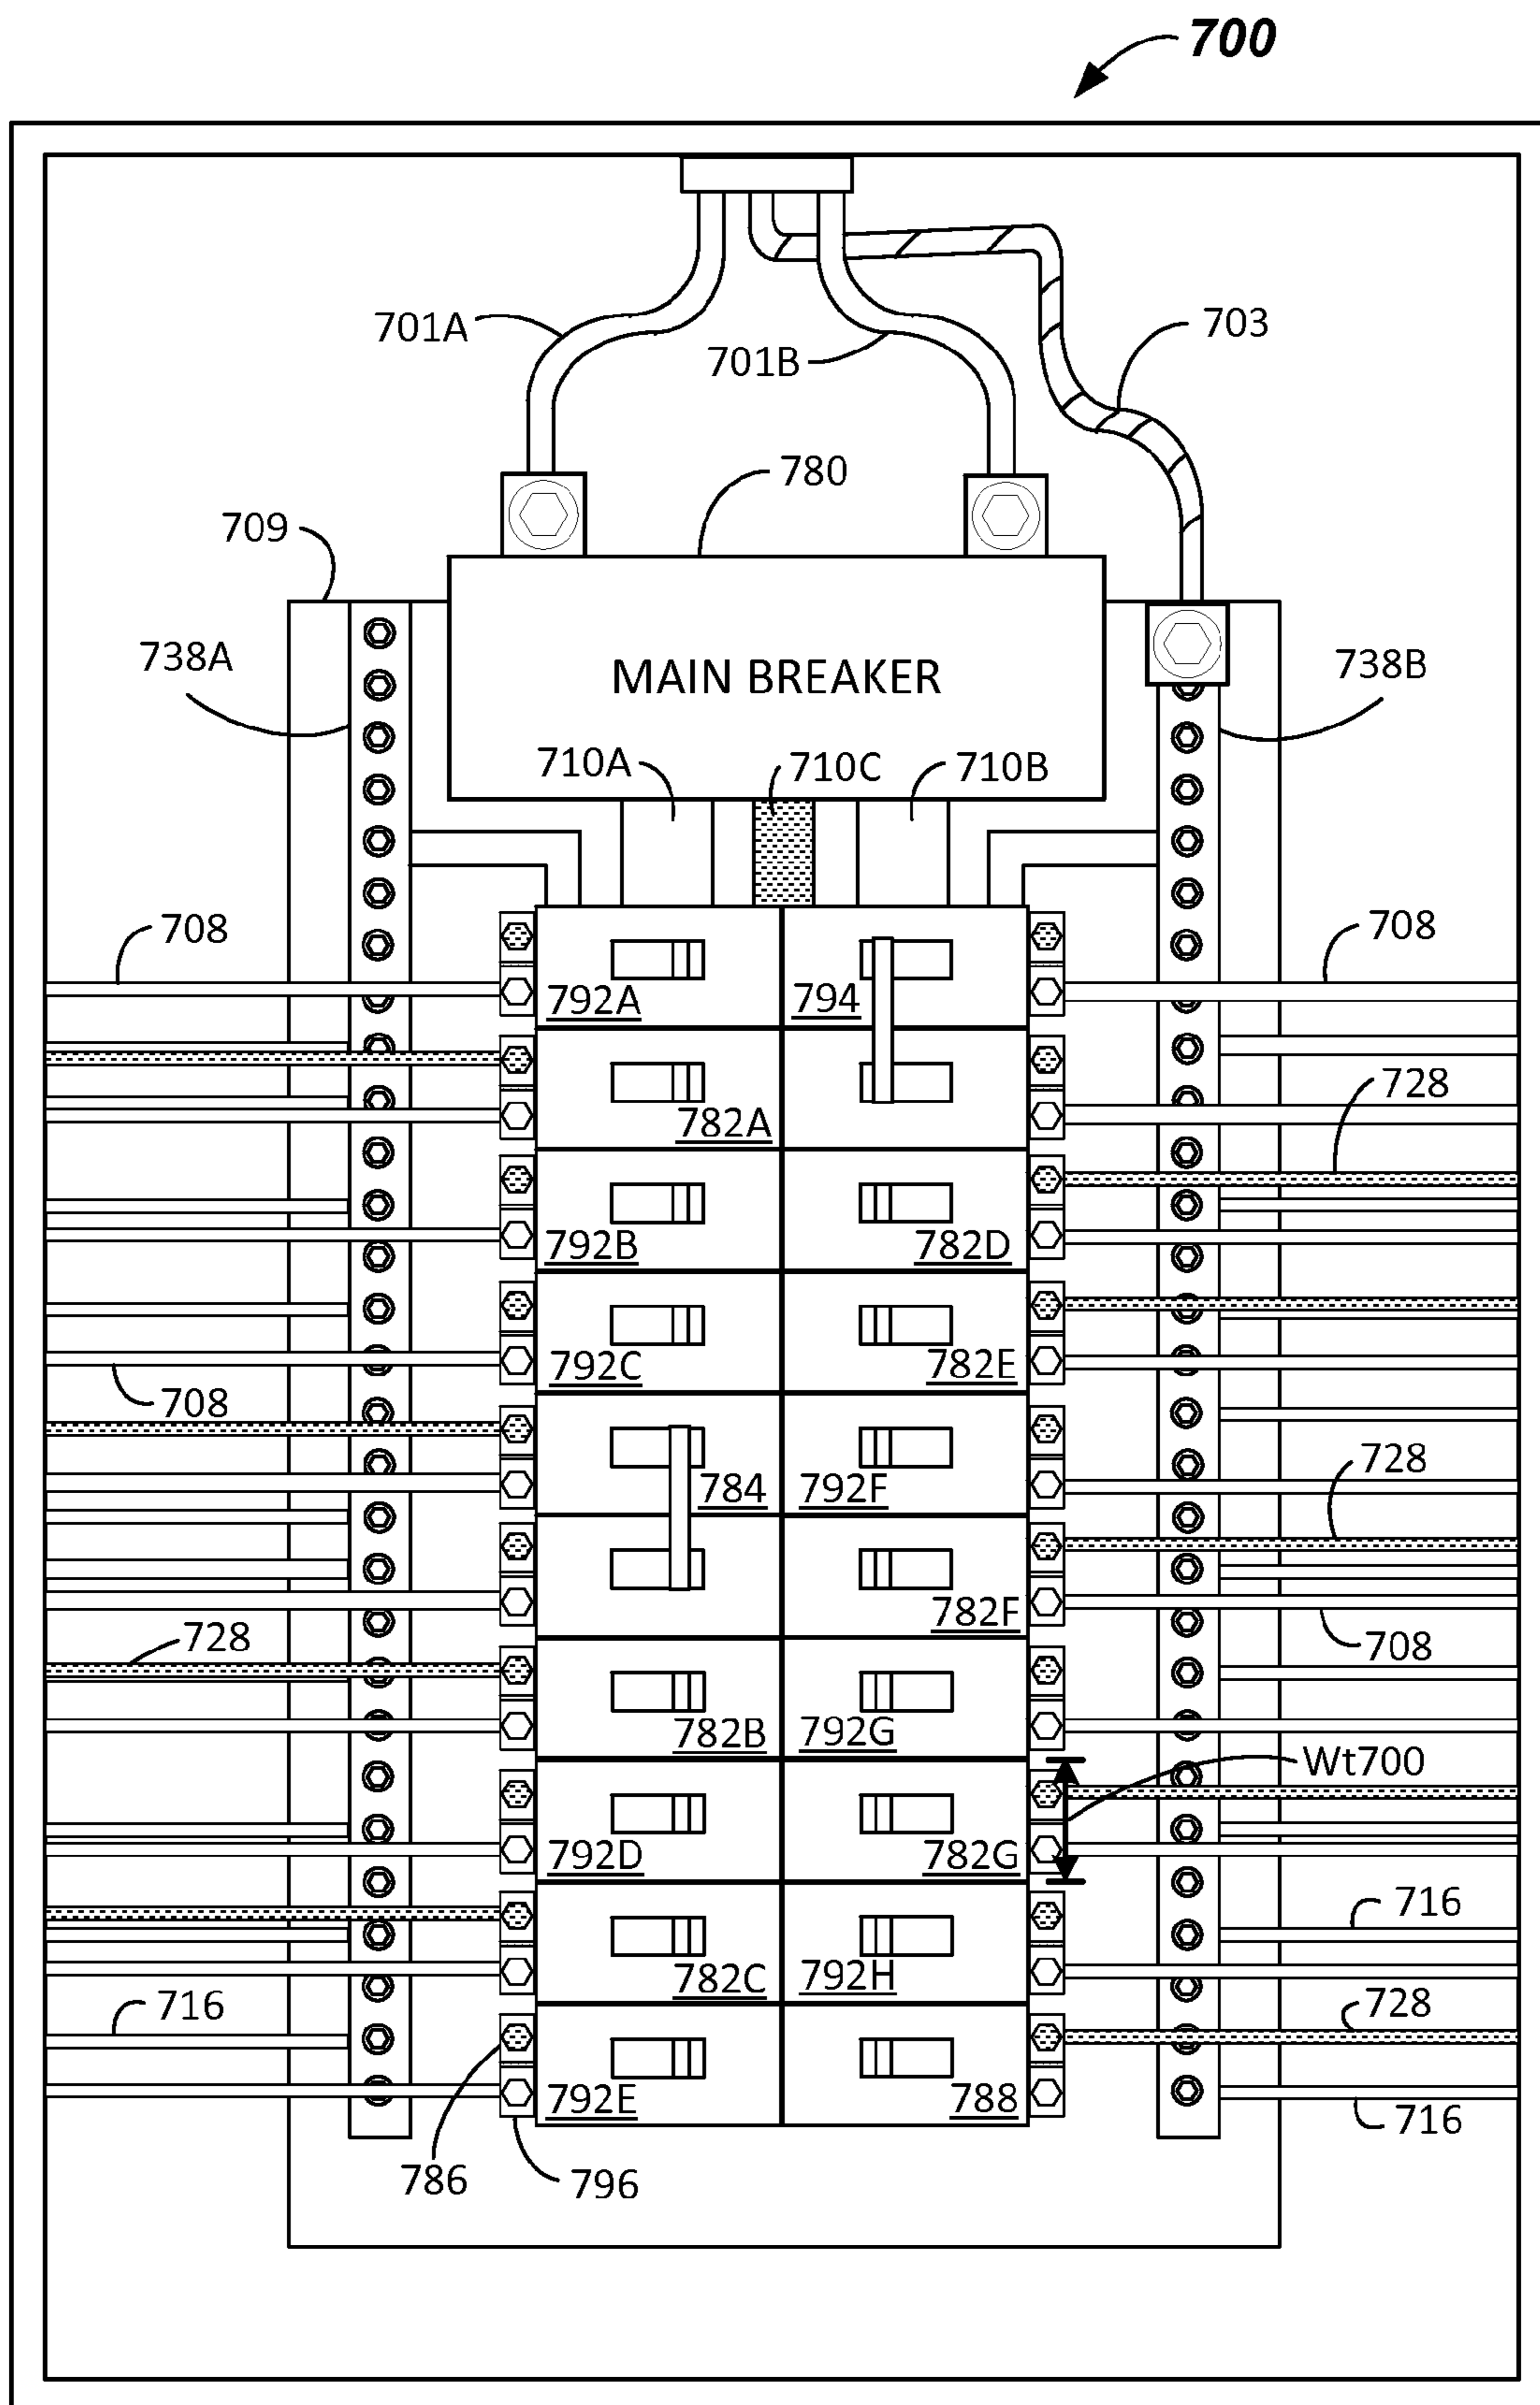 700
701A
701B
703
780
709
738A
MAIN BREAKER
738B
710A
710C
710B
708
792A
794
708
782A
728
792B
782D
792C
782E
708
784
792F
728
782F
728
708
782B
792G
Wt700
792D
782G
716
782C
792H
716
728
792E
788
716
786
796